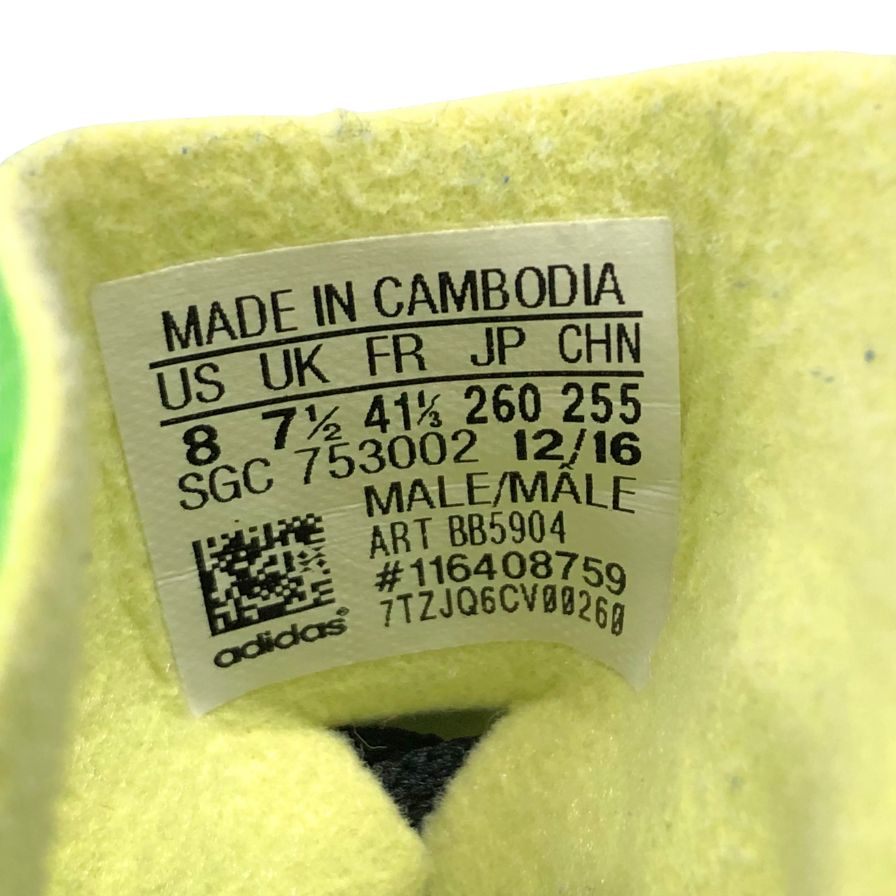 MADE IN CAMBODIA
US UK FR JP CHN
8 7½ 41⅓ 260 255
SGC 753002 12/16
MALE/MÂLE
ART BB5904
#116408759
7TZJQ6CV00260
adidas®